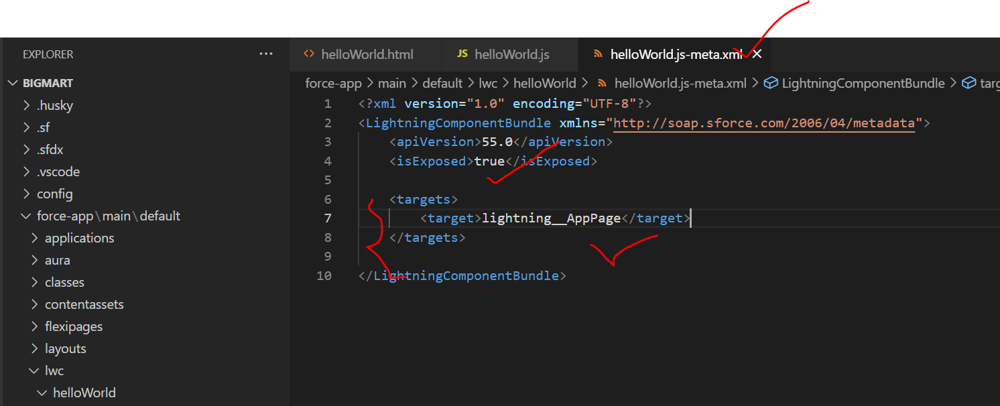 EXPLORER
···
BIGMART
.husky
.sf
.sfdx
.vscode
config
force-app\main\default
applications
aura
classes
contentassets
flexipages
layouts
lwc
helloWorld
<> helloWorld.html
JS helloWorld.js
helloWorld.js-meta.xml
force-app > main > default > lwc > helloWorld > helloWorld.js-meta.xml > LightningComponentBundle > targ
1 <?xml version="1.0" encoding="UTF-8"?>
2 <LightningComponentBundle xmlns="http://soap.sforce.com/2006/04/metadata">
3 <apiVersion>55.0</apiVersion>
4 <isExposed>true</isExposed>
5
6 <targets>
7 <target>lightning__AppPage</target>
8 </targets>
9
10 </LightningComponentBundle>